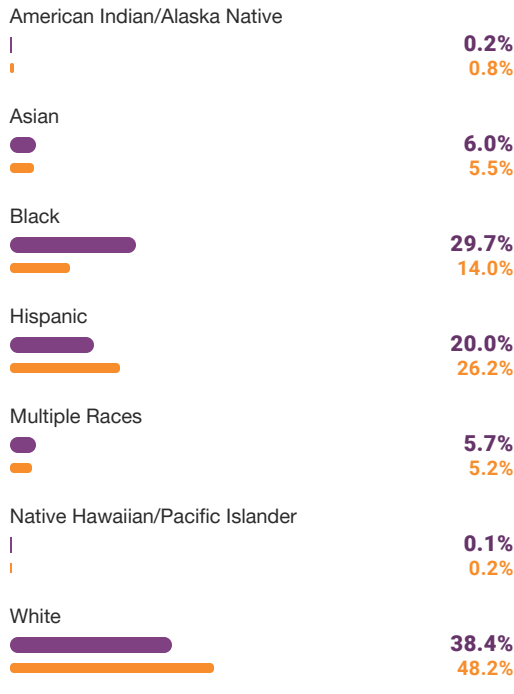 American Indian/Alaska Native
0.2%
0.8%
Asian
6.0%
5.5%
Black
29.7%
14.0%
Hispanic
20.0%
26.2%
Multiple Races
5.7%
5.2%
Native Hawaiian/Pacific Islander
0.1%
0.2%
White
38.4%
48.2%